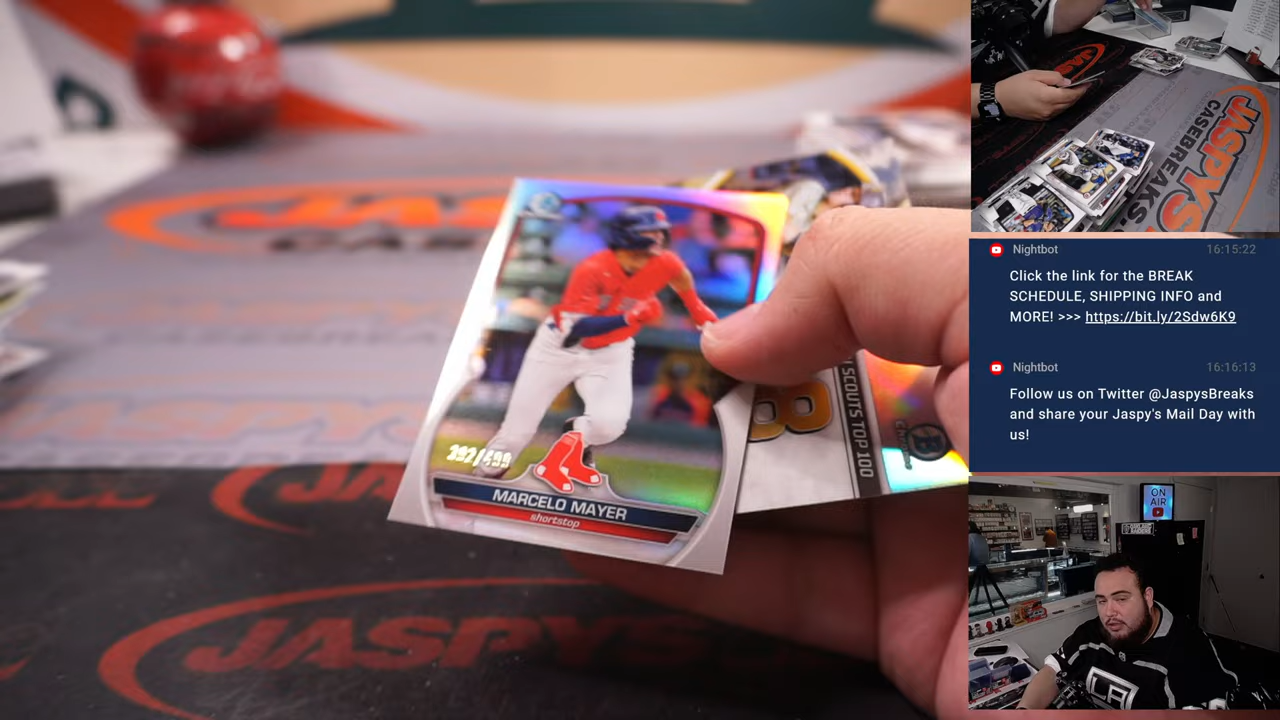 292/499
MARCELO MAYER
shortstop
SCOUTS TOP 100
JASPYS
JASPYS
CASEBREAKS.
Nightbot
16:15:22
Click the link for the BREAK
SCHEDULE, SHIPPING INFO and
MORE! >>> https://bit.ly/2Sdw6K9
Nightbot
16:16:13
Follow us on Twitter @JaspysBreaks
and share your Jaspy's Mail Day with
us!
ON
AIR
LA